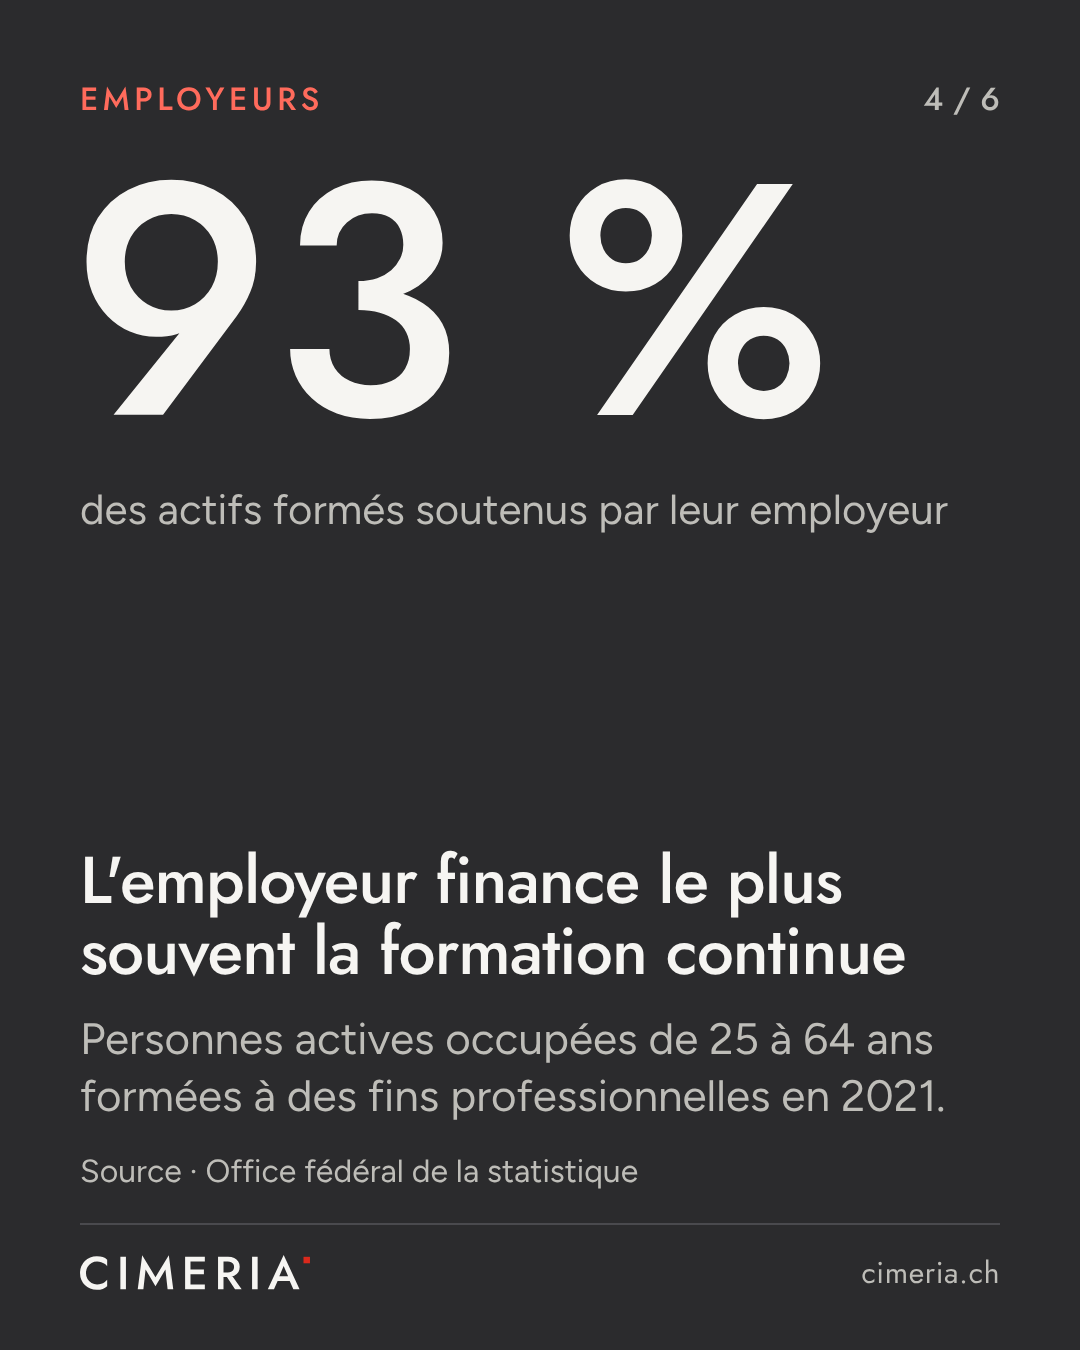 EMPLOYEURS
4 / 6
93 %
des actifs formés soutenus par leur employeur
L'employeur finance le plus
souvent la formation continue
Personnes actives occupées de 25 à 64 ans
formées à des fins professionnelles en 2021.
Source · Office fédéral de la statistique
CIMERIA
cimeria.ch